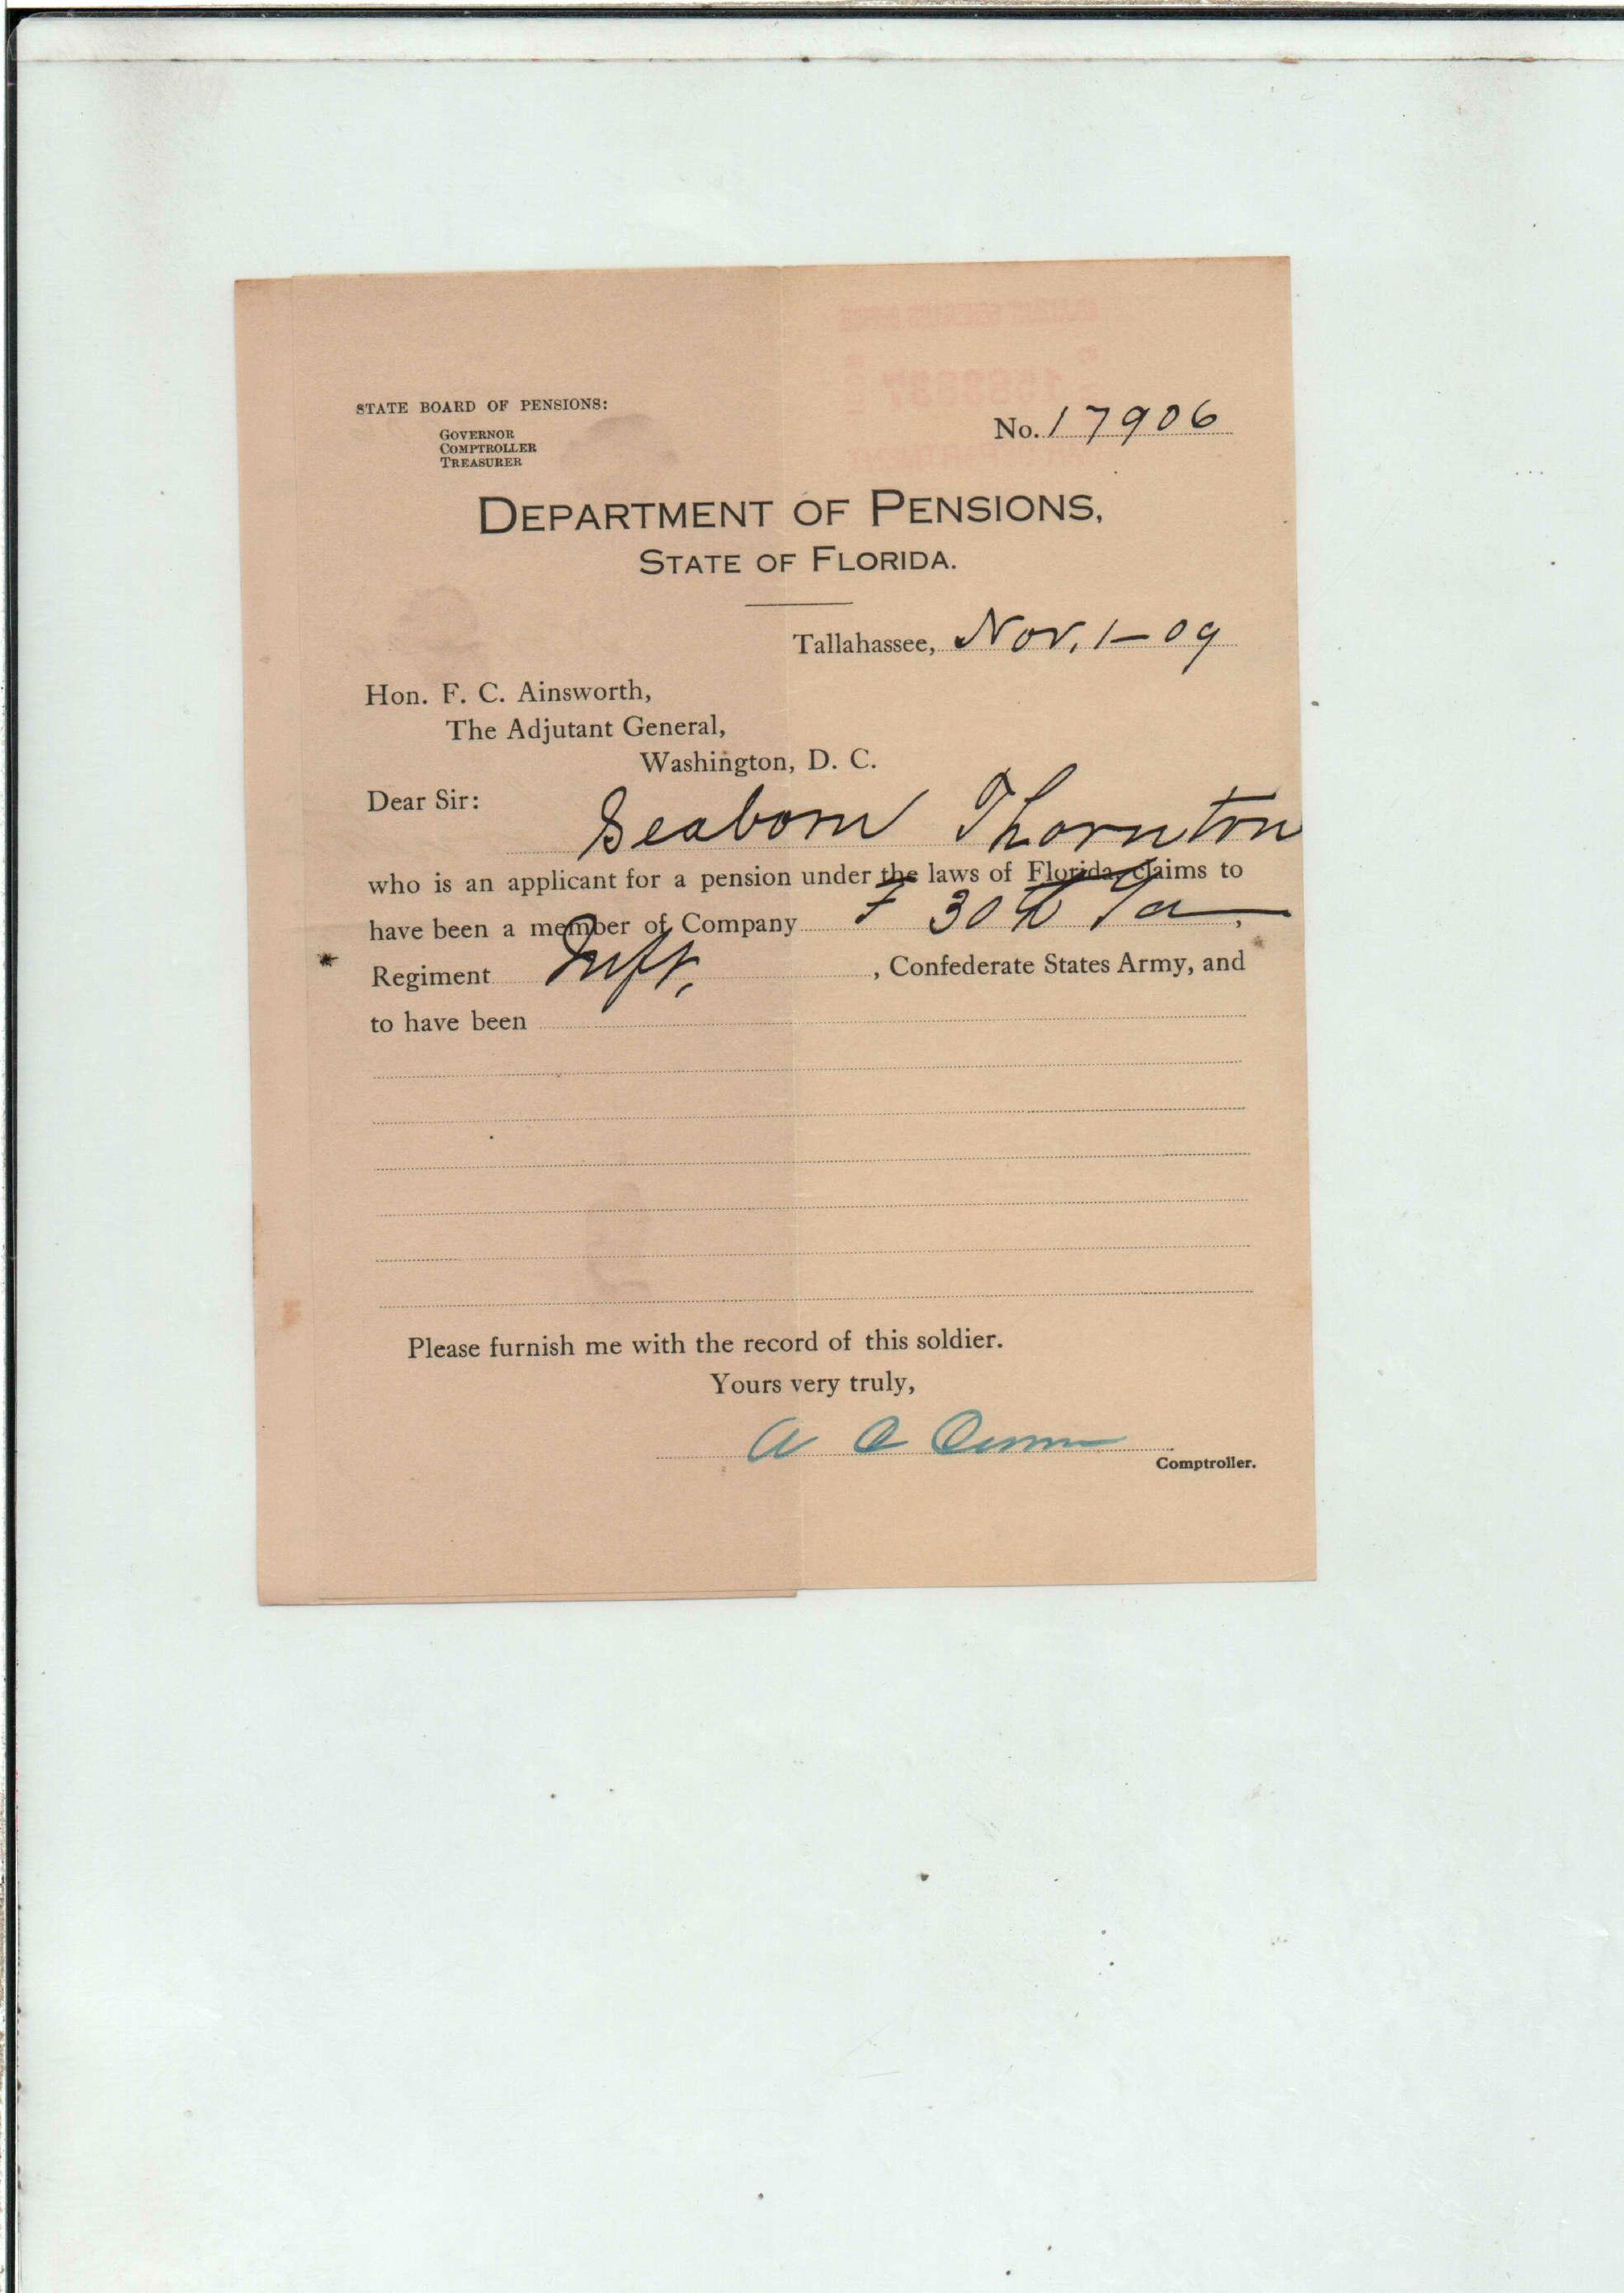 STATE BOARD OF PENSIONS:
GOVERNOR
COMPTROLLER
TREASURER
No. 17906
DEPARTMENT OF PENSIONS,
STATE OF FLORIDA.
Tallahassee, Nov. 1-09
Hon. F. C. Ainsworth,
The Adjutant General,
Washington, D. C.
Dear Sir:
Seaborn Thornton
who is an applicant for a pension under the laws of Florida, claims to
have been a member of Company F 30th Ga,
Regiment Inft, , Confederate States Army, and
to have been
Please furnish me with the record of this soldier.
Yours very truly,
A C
Comptroller.